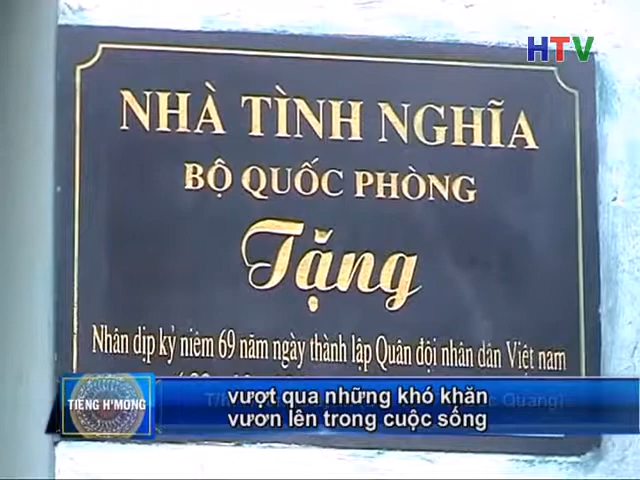 HTV
NHÀ TÌNH NGHĨA
BỘ QUỐC PHÒNG
Tặng
Nhân dịp kỷ niệm 69 năm ngày thành lập Quân đội nhân dân Việt nam
TIẾNG H'MÔNG
vượt qua những khó khăn
vươn lên trong cuộc sống